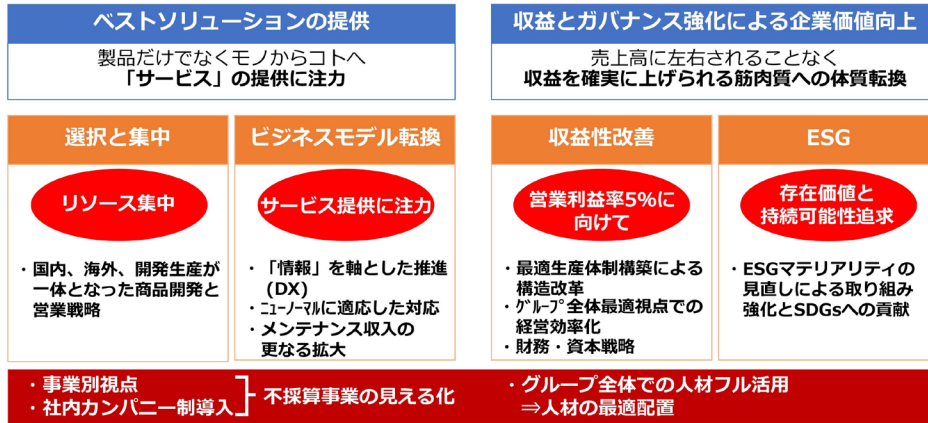 ベストソリューションの提供
製品だけでなくモノからコトへ
「サービス」の提供に注力
収益とガバナンス強化による企業価値向上
売上高に左右されることなく
収益を確実に上げられる筋肉質への体質転換
選択と集中
リソース集中
・国内、海外、開発生産が
一体となった商品開発と
営業戦略
ビジネスモデル転換
サービス提供に注力
・「情報」を軸とした推進
(DX)
・ﾆｭｰﾉｰﾏﾙに適応した対応
・メンテナンス収入の
更なる拡大
収益性改善
営業利益率5%に
向けて
・最適生産体制構築による
構造改革
・ｸﾞﾙｰﾌﾟ全体最適視点での
経営効率化
・財務・資本戦略
ESG
存在価値と
持続可能性追求
・ESGマテリアリティの
見直しによる取り組み
強化とSDGsへの貢献
・事業別視点
・社内カンパニー制導入
不採算事業の見える化
・グループ全体での人材フル活用
⇒人材の最適配置